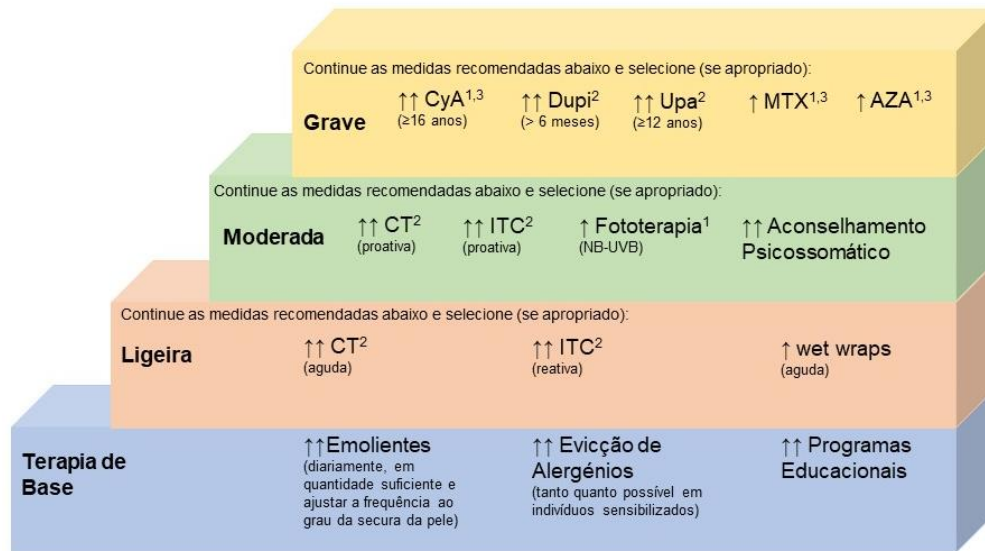 Continue as medidas recomendadas abaixo e selecione (se apropriado):
Grave
↑↑ CyA1,3
(≥16 anos)
↑↑ Dupi2
(> 6 meses)
↑↑ Upa2
(≥12 anos)
↑ MTX1,3
↑ AZA1,3
Continue as medidas recomendadas abaixo e selecione (se apropriado):
Moderada
↑↑ CT2
(proativa)
↑↑ ITC2
(proativa)
↑ Fototerapia1
(NB-UVB)
↑↑ Aconselhamento
Psicossomático
Continue as medidas recomendadas abaixo e selecione (se apropriado):
Ligeira
↑↑ CT2
(aguda)
↑↑ ITC2
(reativa)
↑ wet wraps
(aguda)
Terapia de
Base
↑↑Emolientes
(diariamente, em
quantidade suficiente e
ajustar a frequência ao
grau da secura da pele)
↑↑ Evicção de
Alergénios
(tanto quanto possível em
indivíduos sensibilizados)
↑↑ Programas
Educacionais